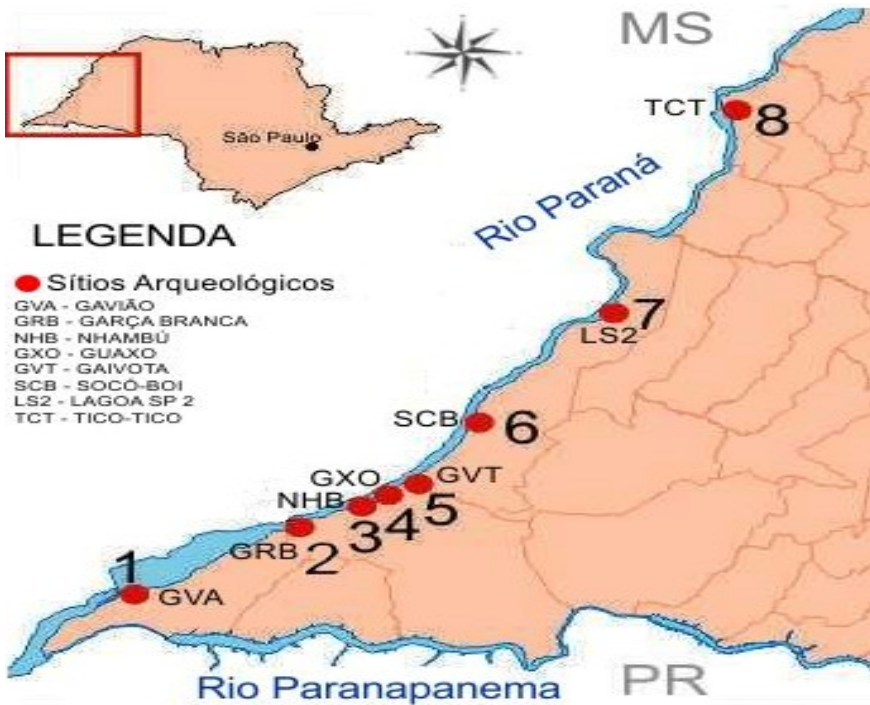 MS
TCT
8
São Paulo
Rio Paraná
LEGENDA
Sítios Arqueológicos
GVA - GAVIÃO
GRB - GARÇA BRANCA
NHB - NHAMBÚ
GXO - GUAXO
GVT - GAIVOTA
SCB - SOCÓ-BOI
LS2 - LAGOA SP 2
TCT - TICO-TICO
7
LS2
SCB
6
GXO
GVT
NHB
5
4
3
GRB
2
1
GVA
Rio Paranapanema
PR